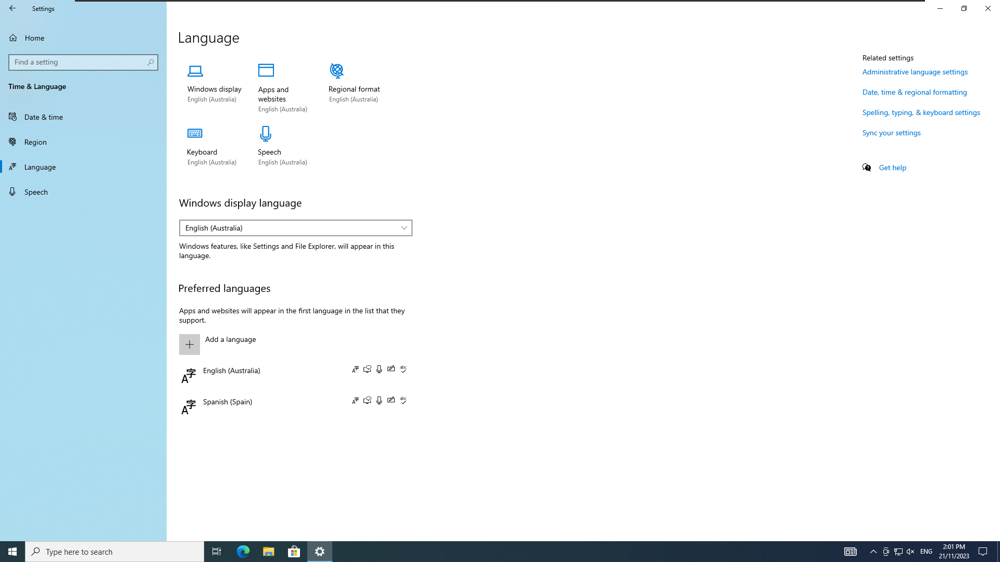 Settings
Home
Find a setting
Time & Language
Date & time
Region
Language
Speech
Language
Windows display
English (Australia)
Apps and
websites
English (Australia)
Regional format
English (Australia)
Keyboard
English (Australia)
Speech
English (Australia)
Windows display language
English (Australia)
Windows features, like Settings and File Explorer, will appear in this
language.
Preferred languages
Apps and websites will appear in the first language in the list that they
support.
Add a language
English (Australia)
Spanish (Spain)
Related settings
Administrative language settings
Date, time & regional formatting
Spelling, typing, & keyboard settings
Sync your settings
Get help
Type here to search
ENG
2:01 PM
21/11/2023